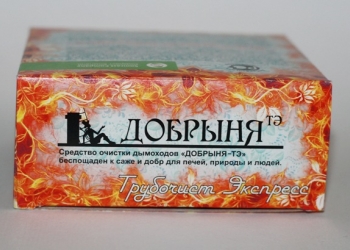 ДОБРЫНЯ ТЭ
Средство очистки дымоходов «ДОБРЫНЯ-ТЭ»
беспощаден к саже и добр для печей, природы и людей.
Трубочист Экспресс